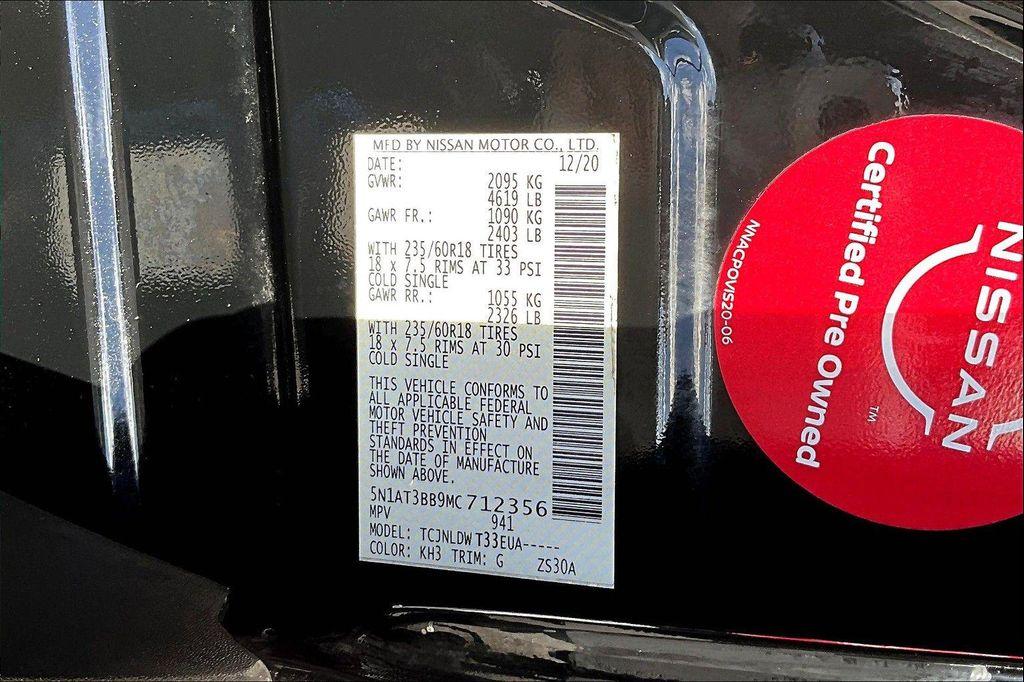 MFD BY NISSAN MOTOR CO., LTD.
DATE: 12/20
GVWR: 2095 KG
4619 LB
GAWR FR.: 1090 KG
2403 LB
WITH 235/60R18 TIRES
18 x 7.5 RIMS AT 33 PSI
COLD SINGLE
GAWR RR.: 1055 KG
2326 LB
WITH 235/60R18 TIRES
18 x 7.5 RIMS AT 30 PSI
COLD SINGLE
THIS VEHICLE CONFORMS TO
ALL APPLICABLE FEDERAL
MOTOR VEHICLE SAFETY AND
THEFT PREVENTION
STANDARDS IN EFFECT ON
THE DATE OF MANUFACTURE
SHOWN ABOVE.
5N1AT3BB9MC712356
MPV 941
MODEL: TCJNLDW T33EUA-----
COLOR: KH3 TRIM: G ZS30A
NISSAN
TM
Certified Pre Owned
NNACPOVIS20-06